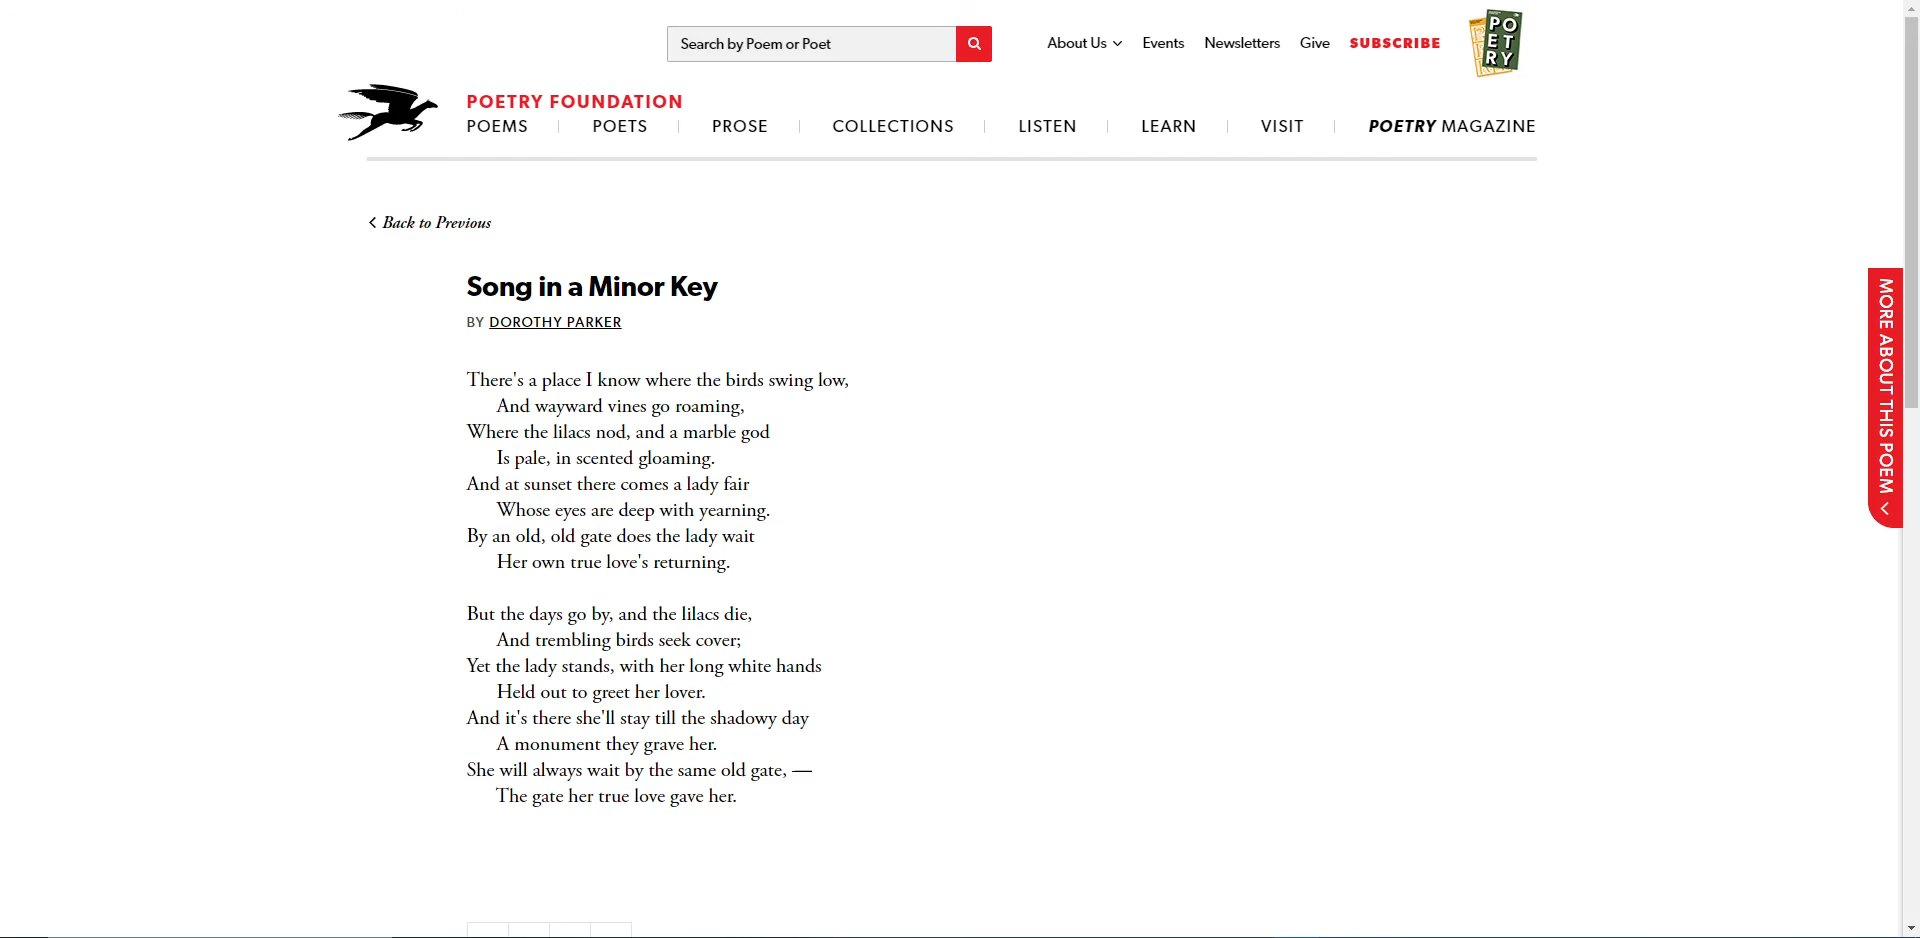 Search by Poem or Poet
About Us
Events
Newsletters
Give
SUBSCRIBE
PO
ET
RY
POETRY FOUNDATION
POEMS
POETS
PROSE
COLLECTIONS
LISTEN
LEARN
VISIT
POETRY MAGAZINE
Back to Previous
Song in a Minor Key
BY DOROTHY PARKER
There's a place I know where the birds swing low,
And wayward vines go roaming,
Where the lilacs nod, and a marble god
Is pale, in scented gloaming.
And at sunset there comes a lady fair
Whose eyes are deep with yearning.
By an old, old gate does the lady wait
Her own true love's returning.
But the days go by, and the lilacs die,
And trembling birds seek cover;
Yet the lady stands, with her long white hands
Held out to greet her lover.
And it's there she'll stay till the shadowy day
A monument they grave her.
She will always wait by the same old gate, —
The gate her true love gave her.
MORE ABOUT THIS POEM